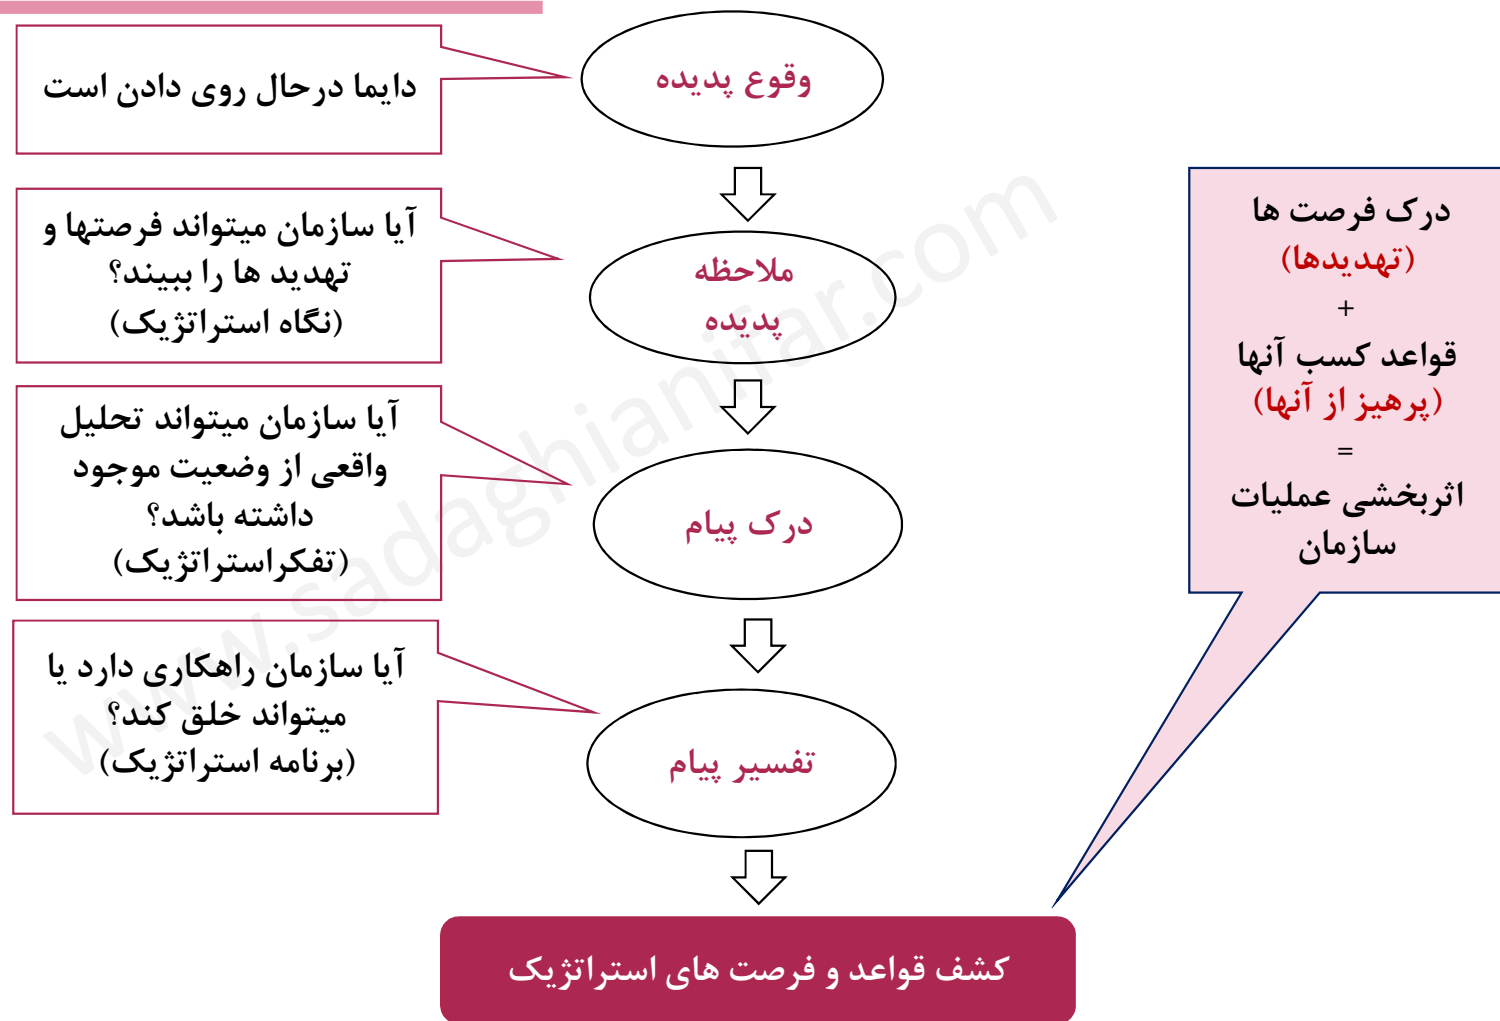 وقوع پدیده
دایما درحال روی دادن است
ملاحظه
پدیده
آیا سازمان میتواند فرصتها و
تهدید ها را ببیند؟
(نگاه استراتژیک)
درک پیام
آیا سازمان میتواند تحلیل
واقعی از وضعیت موجود
داشته باشد؟
(تفکراستراتژیک)
تفسیر پیام
آیا سازمان راهکاری دارد یا
میتواند خلق کند؟
(برنامه استراتژیک)
کشف قواعد و فرصت های استراتژیک
درک فرصت ها
(تهدیدها)
+
قواعد کسب آنها
(پرهیز از آنها)
=
اثربخشی عملیات
سازمان
www.sadaghianifar.com